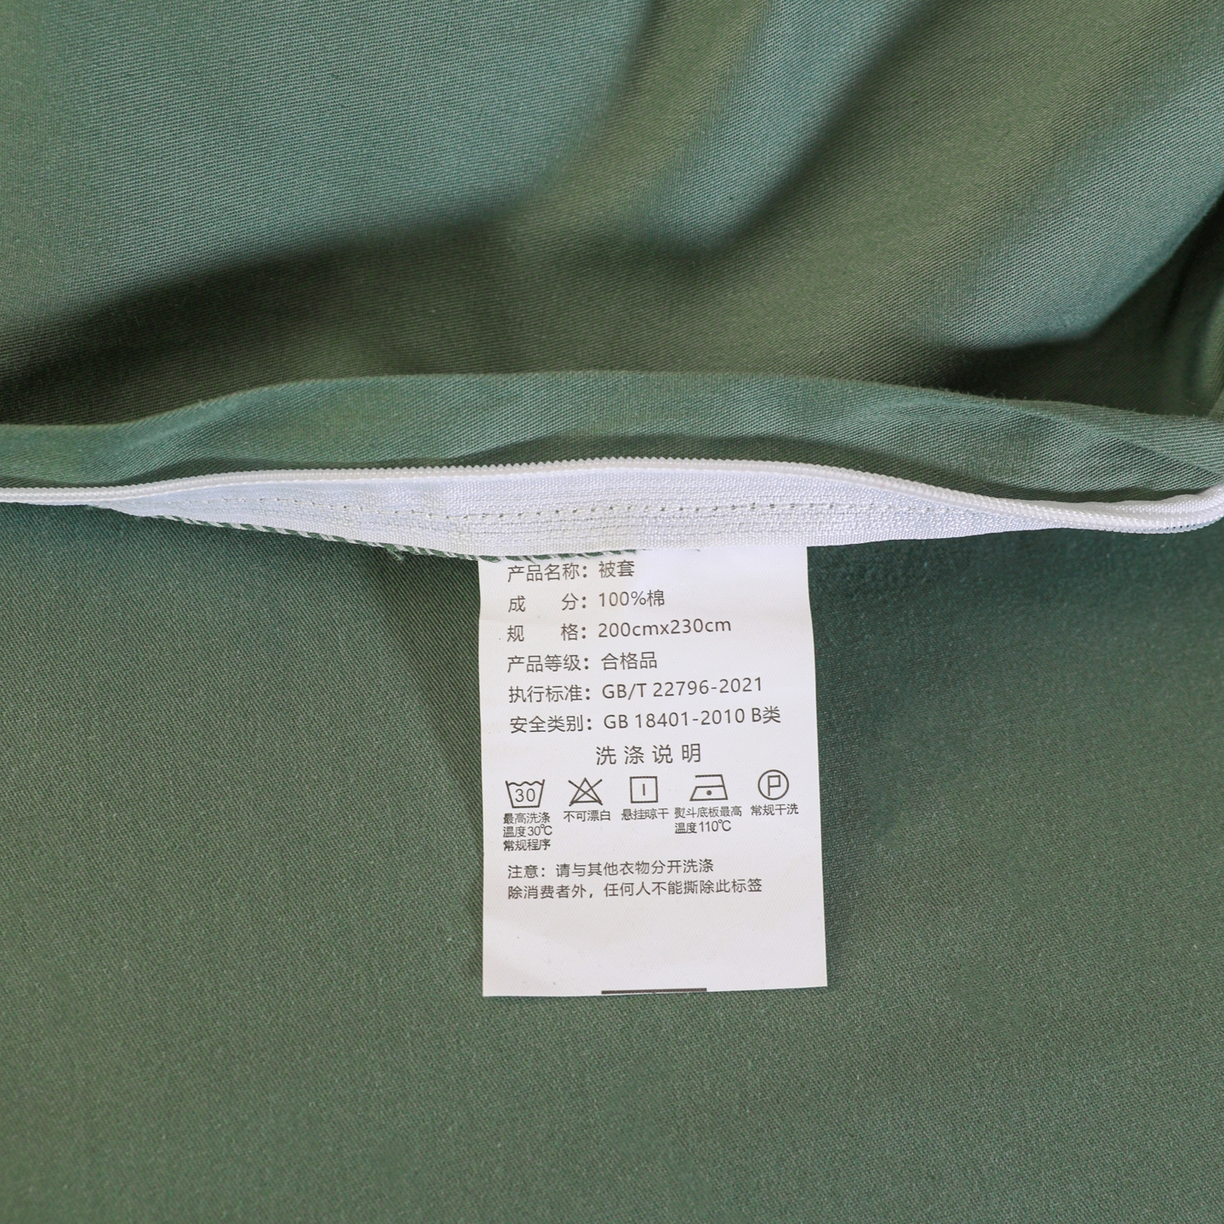 产品名称：被套
成 分：100%棉
规 格：200cmx230cm
产品等级：合格品
执行标准：GB/T 22796-2021
安全类别：GB 18401-2010 B类
洗涤说明
30
P
最高洗涤温度30℃常规程序
不可漂白
悬挂晾干
熨斗底板最高温度110℃
常规干洗
注意：请与其他衣物分开洗涤
除消费者外，任何人不能撕除此标签